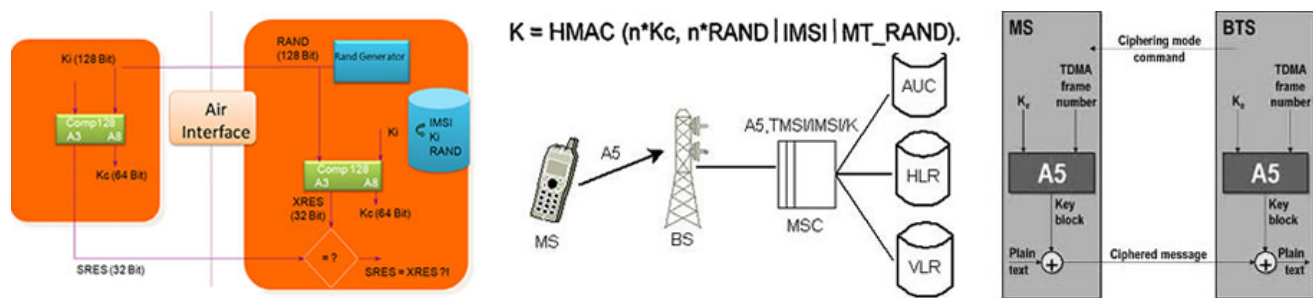 Ki (128 Bit)
Comp128
A3 A8
Kc (64 Bit)
SRES (32 Bit)
Air
Interface
RAND
(128 Bit)
Rand Generator
IMSI
Ki
RAND
Ki
Comp 128
A3 A8
XRES
(32 Bit)
Kc (64 Bit)
= ?
SRES = XRES ?!
K = HMAC (n*Kc, n*RAND|IMSI|MT_RAND).
A5
MS
BS
A5,TMSI/IMSI/K
MSC
AUC
HLR
VLR
MS
BTS
Ciphering mode
command
TDMA
frame
number
Kc
A5
Key
block
Plain
text
+
Ciphered message
TDMA
frame
number
Kc
A5
Key
block
+
Plain
text